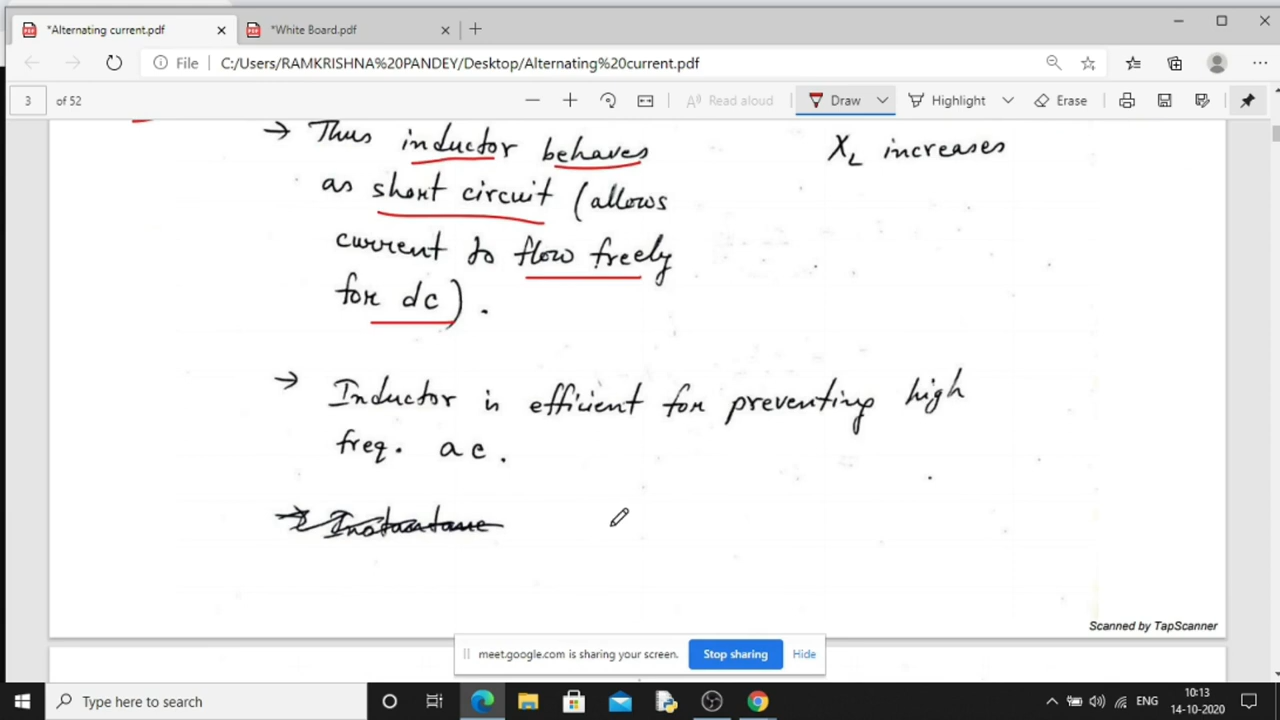 *Alternating current.pdf
*White Board.pdf
File C:/Users/RAMKRISHNA%20PANDEY/Desktop/Alternating%20current.pdf
3 of 52 Read aloud Draw Highlight Erase
→ Thus inductor behaves
as short circuit (allows
current to flow freely
for dc).
X_L increases
→ Inductor is efficient for preventing high
freq. ac.
→ Instantane
Scanned by TapScanner
meet.google.com is sharing your screen. Stop sharing Hide
Type here to search
ENG
10:13
14-10-2020